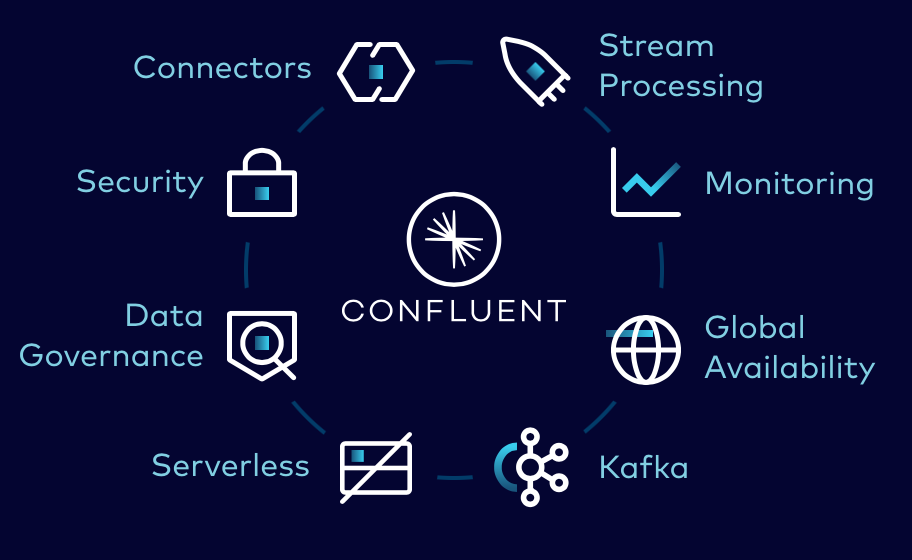 Connectors
Stream
Processing
Security
Monitoring
CONFLUENT
Data
Governance
Global
Availability
Serverless
Kafka